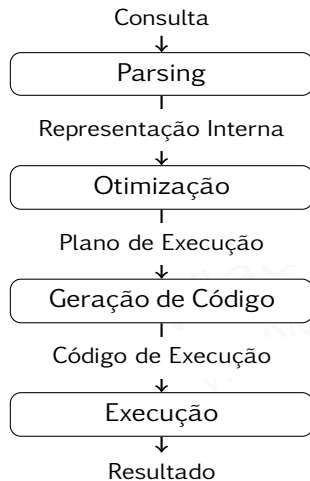 Consulta
Parsing
Representação Interna
Otimização
Plano de Execução
Geração de Código
Código de Execução
Execução
Resultado